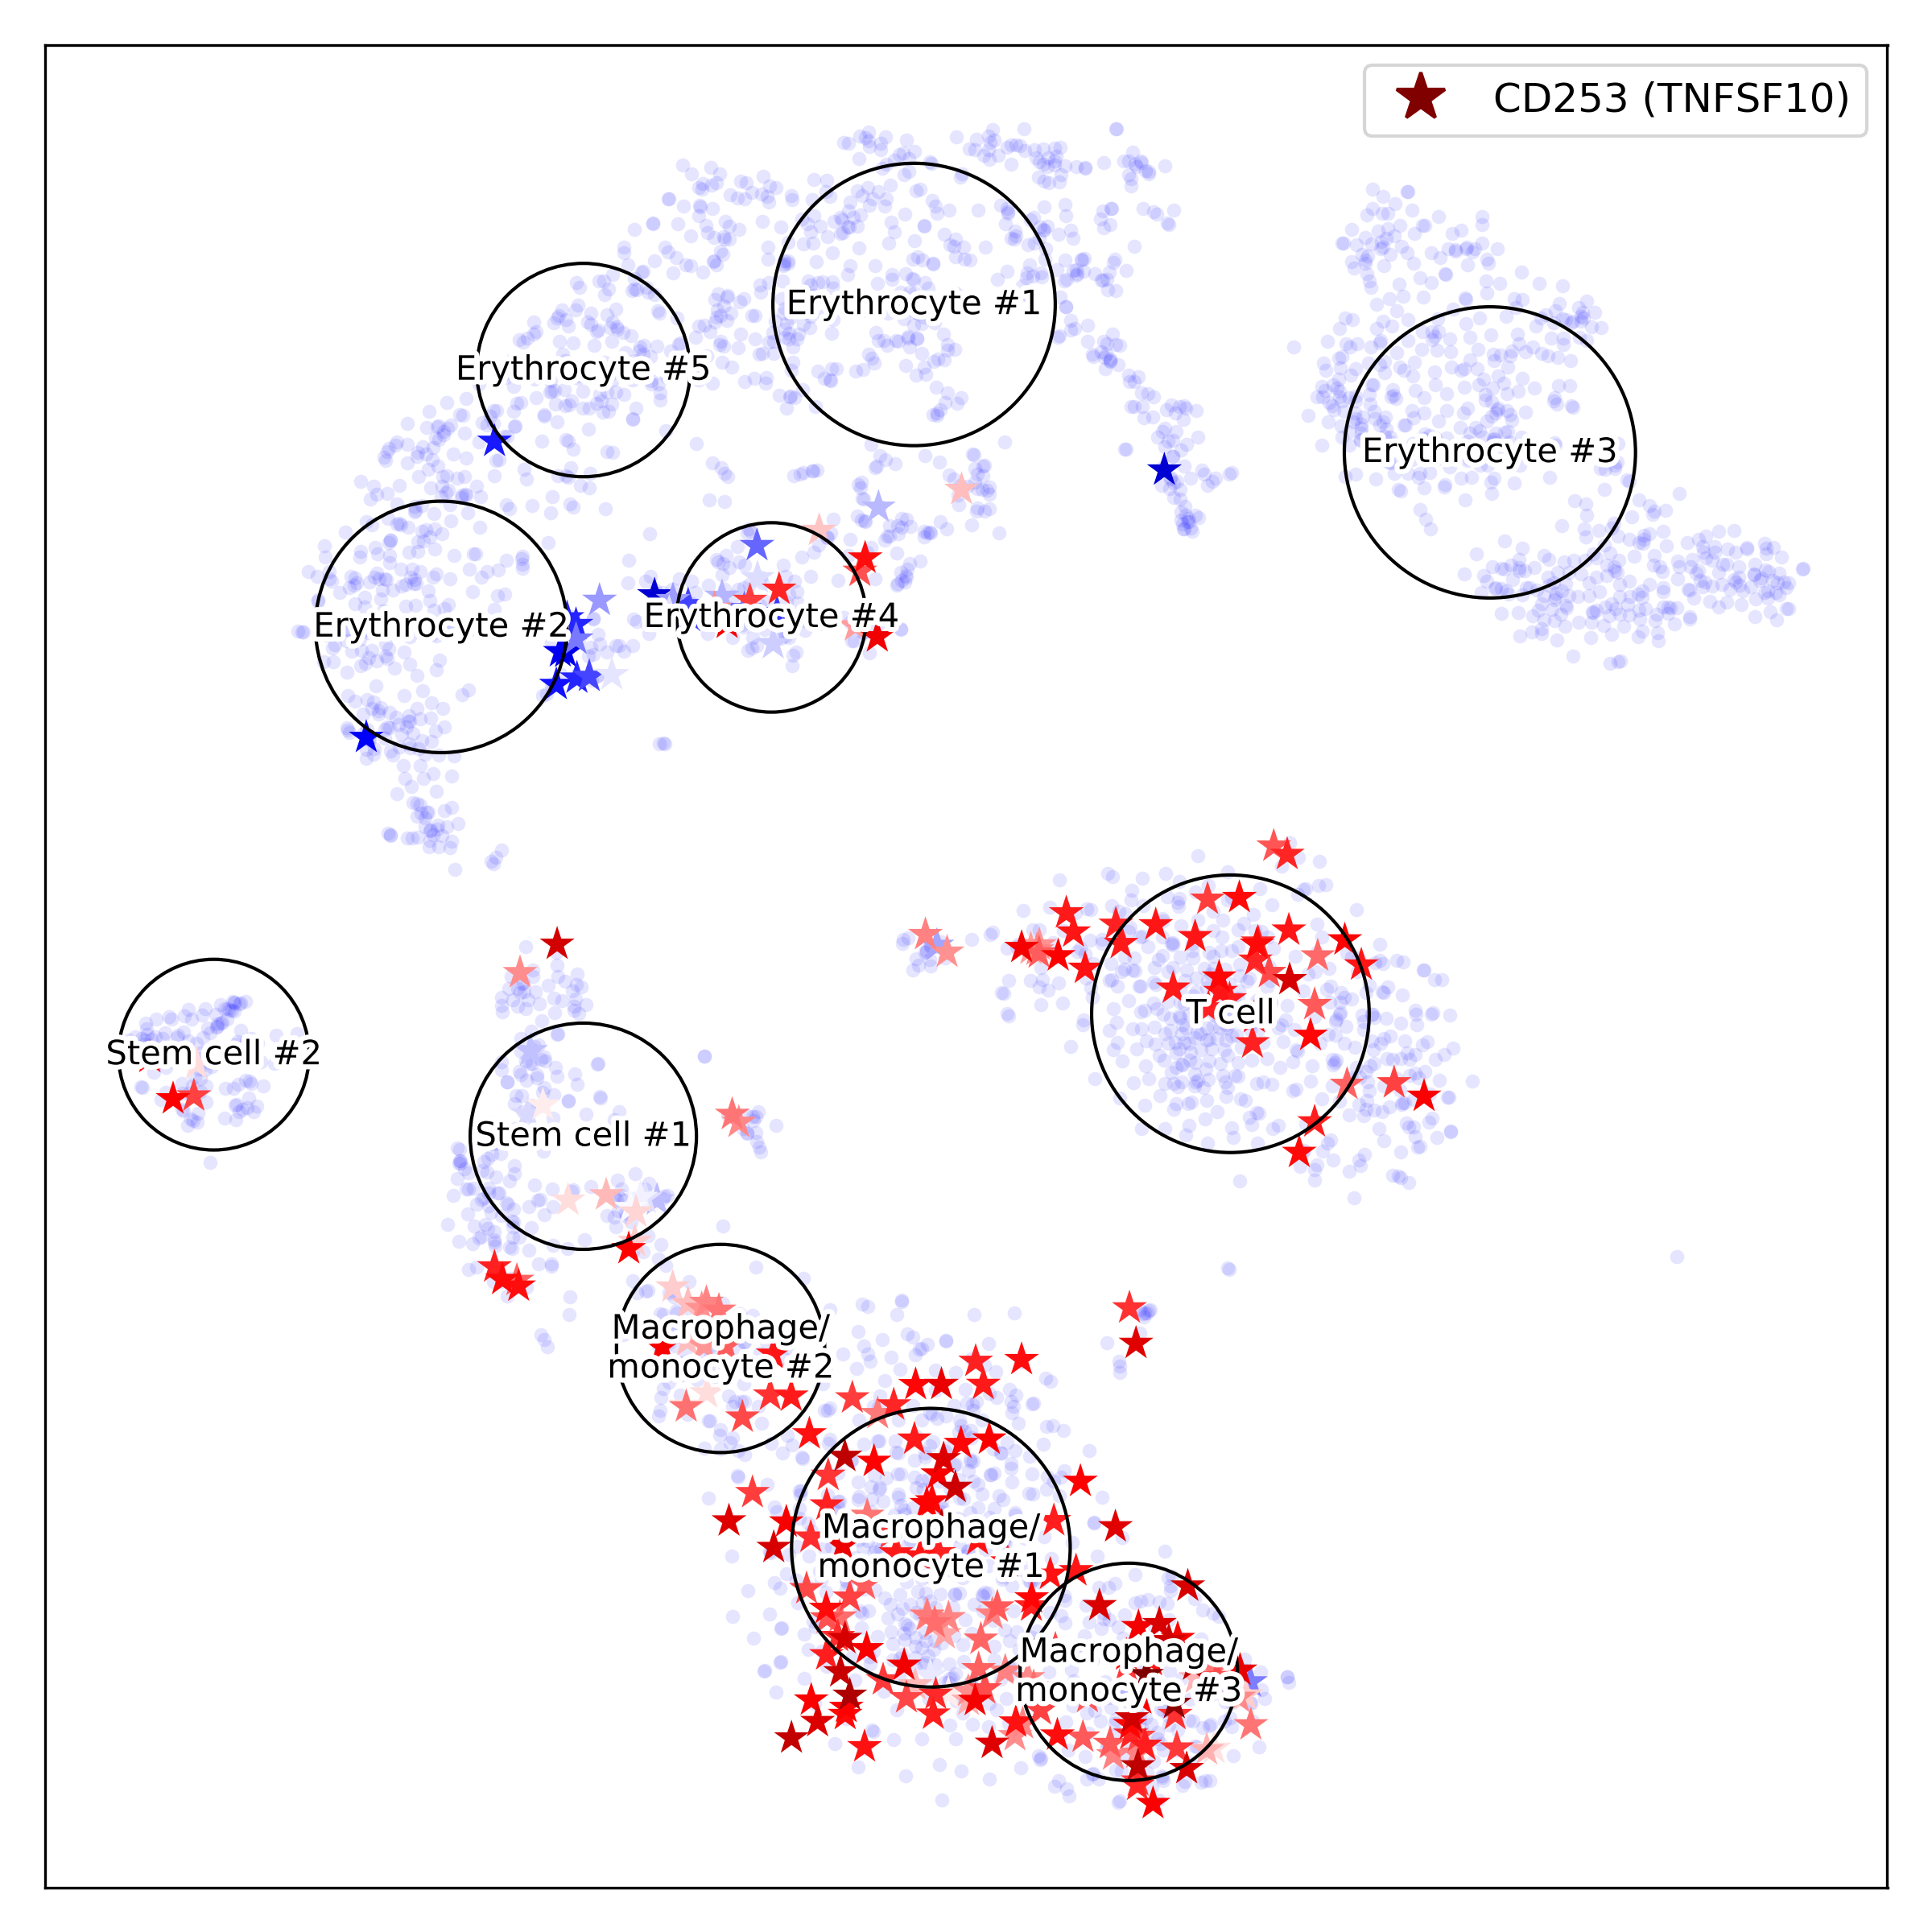 CD253 (TNFSF10)
Erythrocyte #1
Erythrocyte #5
Erythrocyte #3
Erythrocyte #4
Erythrocyte #2
T cell
Stem cell #2
Stem cell #1
Macrophage/
monocyte #2
Macrophage/
monocyte #1
Macrophage/
monocyte #3